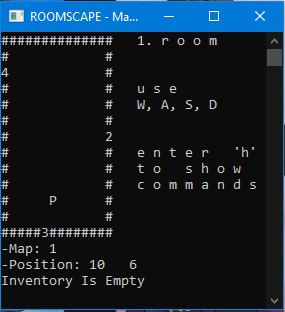 ROOMSCAPE - Ma...
##############   1. r o o m
#            #
4            #   u s e
#            #   W, A, S, D
#            #
#            2
#            #   e n t e r   'h'
#            #   t o   s h o w
#            #   c o m m a n d s
#     P      #
#            #
#####3########
-Map: 1
-Position: 10   6
Inventory Is Empty